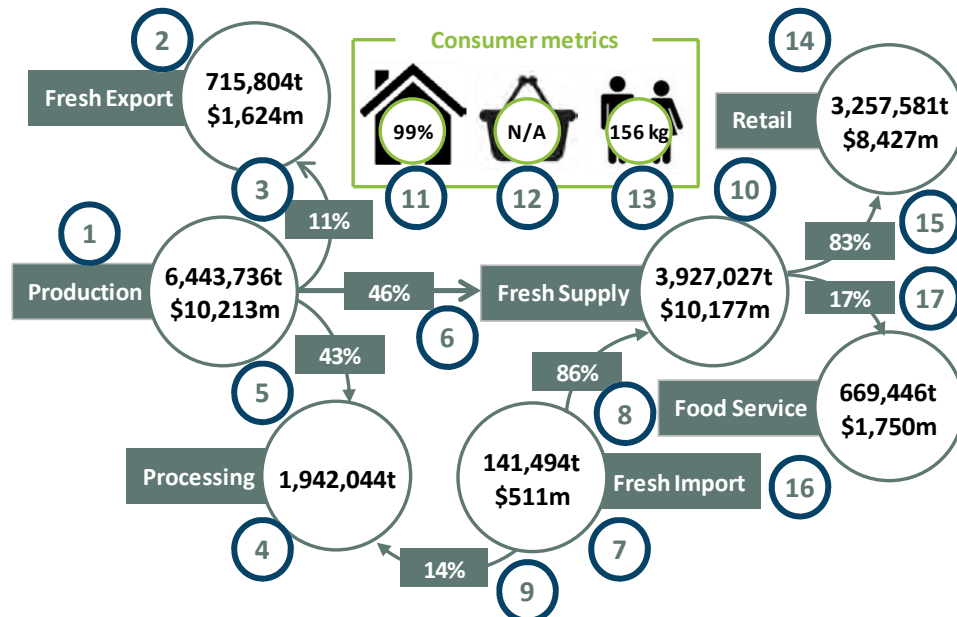 2
14
Consumer metrics
715,804t
$1,624m
Fresh Export
99%
N/A
156 kg
3,257,581t
$8,427m
Retail
3
11
12
13
10
15
1
11%
83%
6,443,736t
$10,213m
Production
46%
Fresh Supply
3,927,027t
$10,177m
17%
17
6
43%
86%
5
8
Food Service
669,446t
$1,750m
Processing
1,942,044t
141,494t
$511m
Fresh Import
16
4
14%
7
9